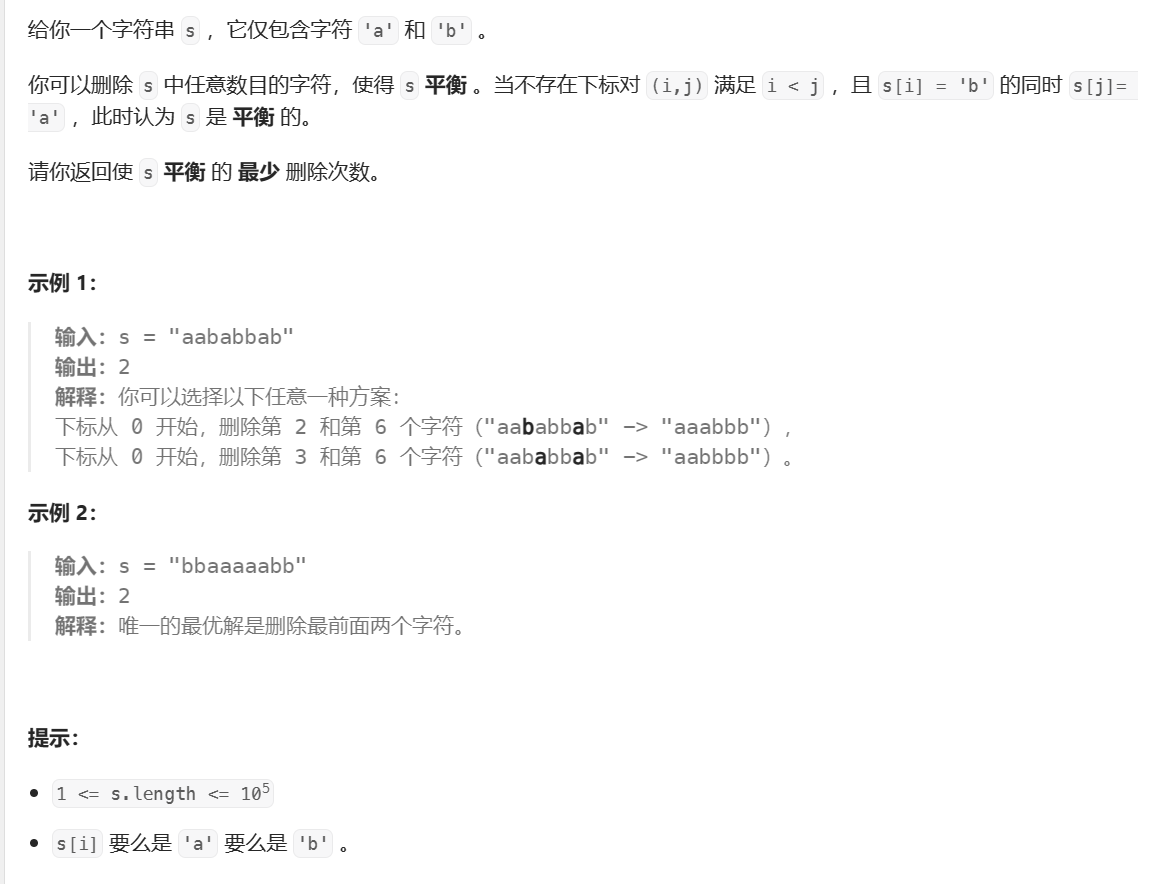 给你一个字符串 s ，它仅包含字符 'a' 和 'b' 。
你可以删除 s 中任意数目的字符，使得 s 平衡 。当不存在下标对 (i,j) 满足 i < j ，且 s[i] = 'b' 的同时 s[j]=
'a' ，此时认为 s 是 平衡 的。
请你返回使 s 平衡 的 最少 删除次数。
示例 1：
输入：s = "aababbab"
输出：2
解释：你可以选择以下任意一种方案：
下标从 0 开始，删除第 2 和第 6 个字符（"aababbab" -> "aaabbb"），
下标从 0 开始，删除第 3 和第 6 个字符（"aababbab" -> "aabbbb"）。
示例 2：
输入：s = "bbaaaaabb"
输出：2
解释：唯一的最优解是删除最前面两个字符。
提示：
• 1 <= s.length <= 10⁵
• s[i] 要么是 'a' 要么是 'b' 。